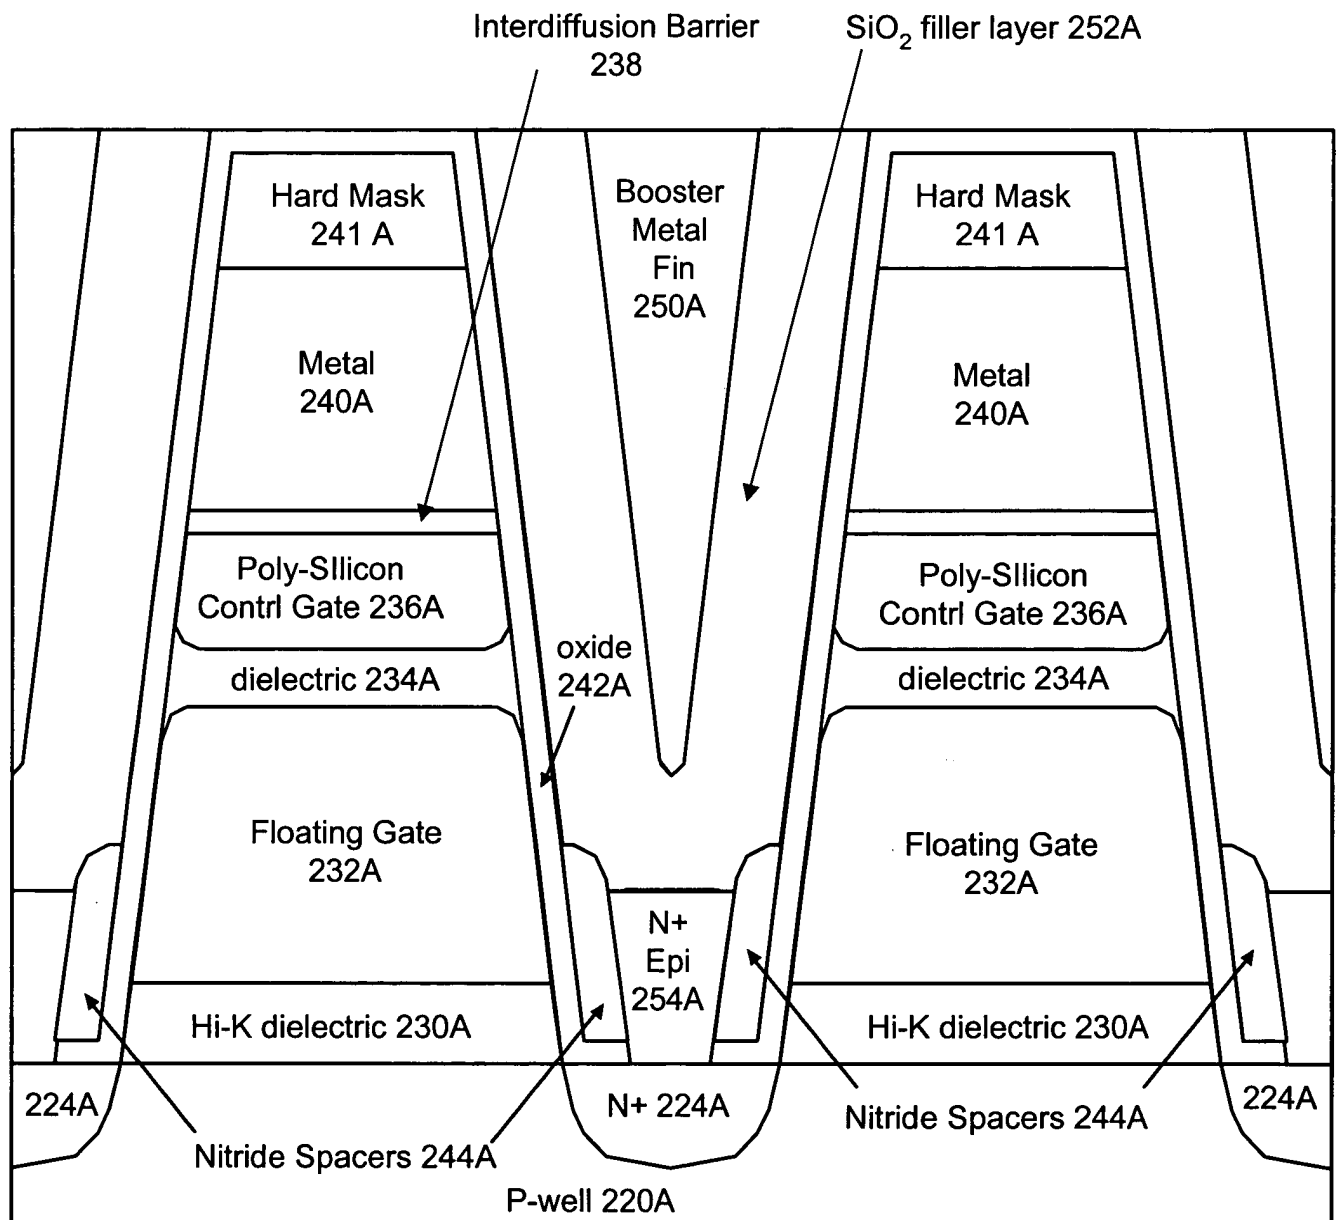 Interdiffusion Barrier
238
SiO2 filler layer 252A
Hard Mask
241 A
Booster
Metal
Fin
250A
Hard Mask
241 A
Metal
240A
Metal
240A
Poly-SIlicon
Contrl Gate 236A
Poly-SIlicon
Contrl Gate 236A
oxide
242A
dielectric 234A
dielectric 234A
Floating Gate
232A
Floating Gate
232A
N+
Epi
254A
Hi-K dielectric 230A
Hi-K dielectric 230A
224A
N+ 224A
224A
Nitride Spacers 244A
Nitride Spacers 244A
P-well 220A